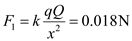 F₁ = k qQ/x² = 0.018N